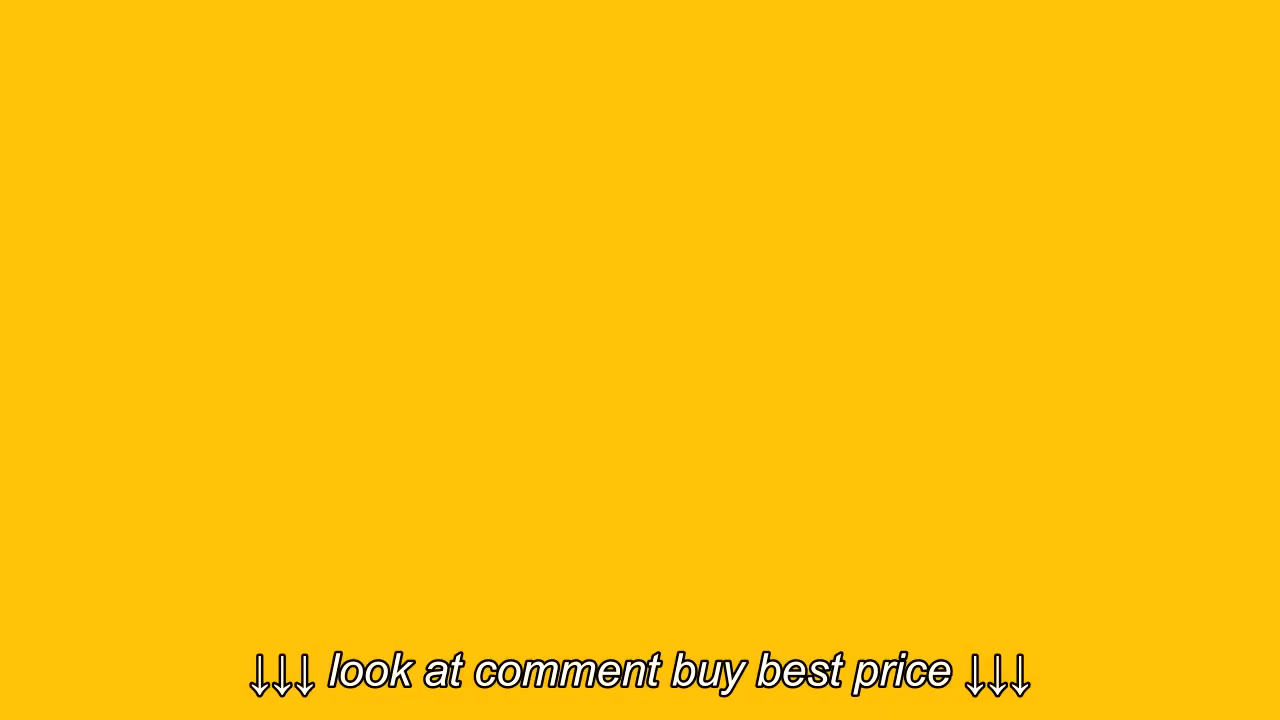 ↓↓↓ look at comment buy best price ↓↓↓